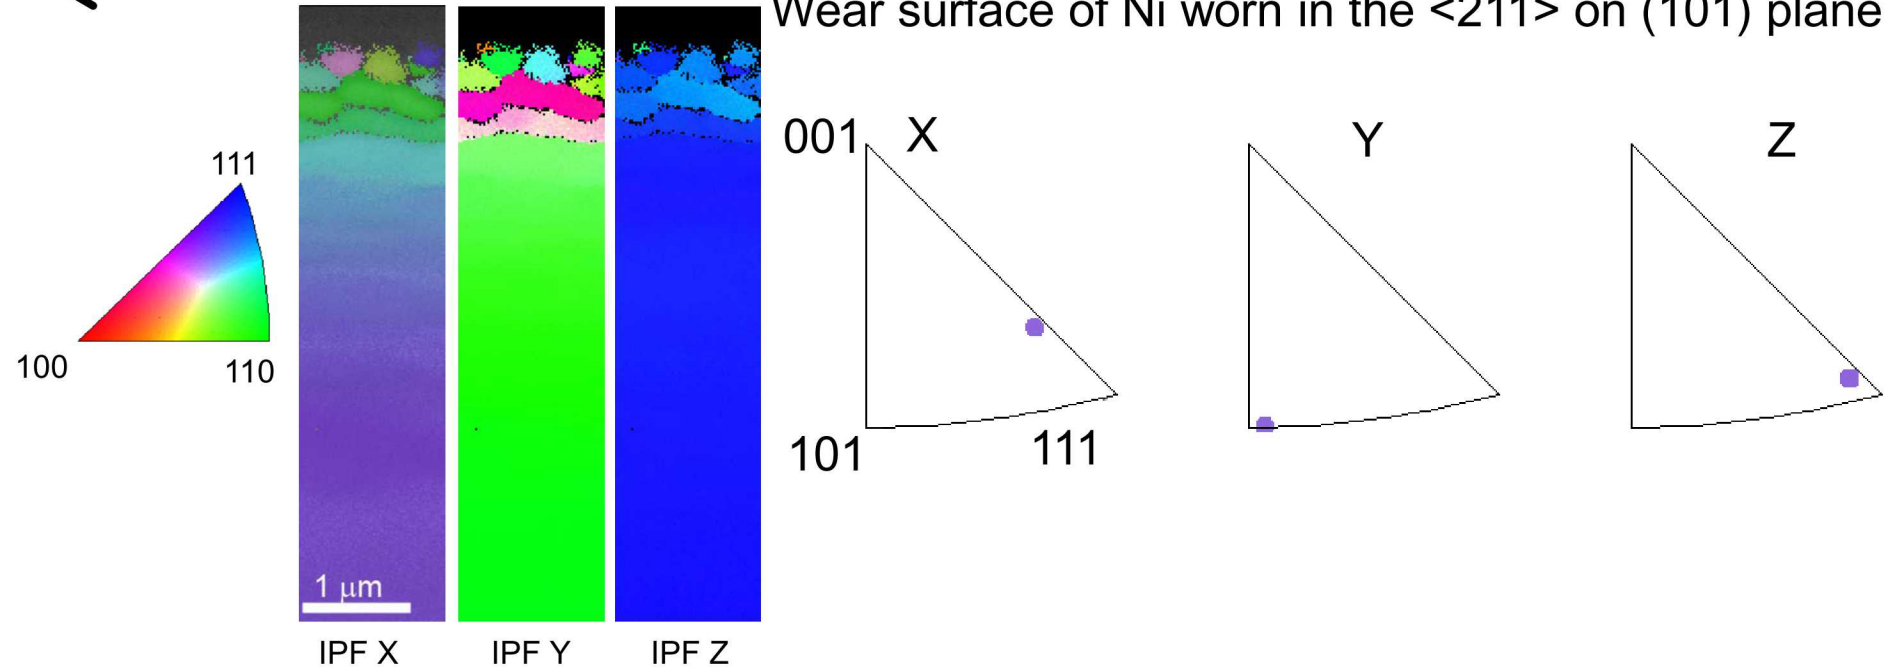 Wear surface of Ni worn in the <211> on (101) plane
111
100
110
1 μm
IPF X
IPF Y
IPF Z
001
X
Y
Z
101
111